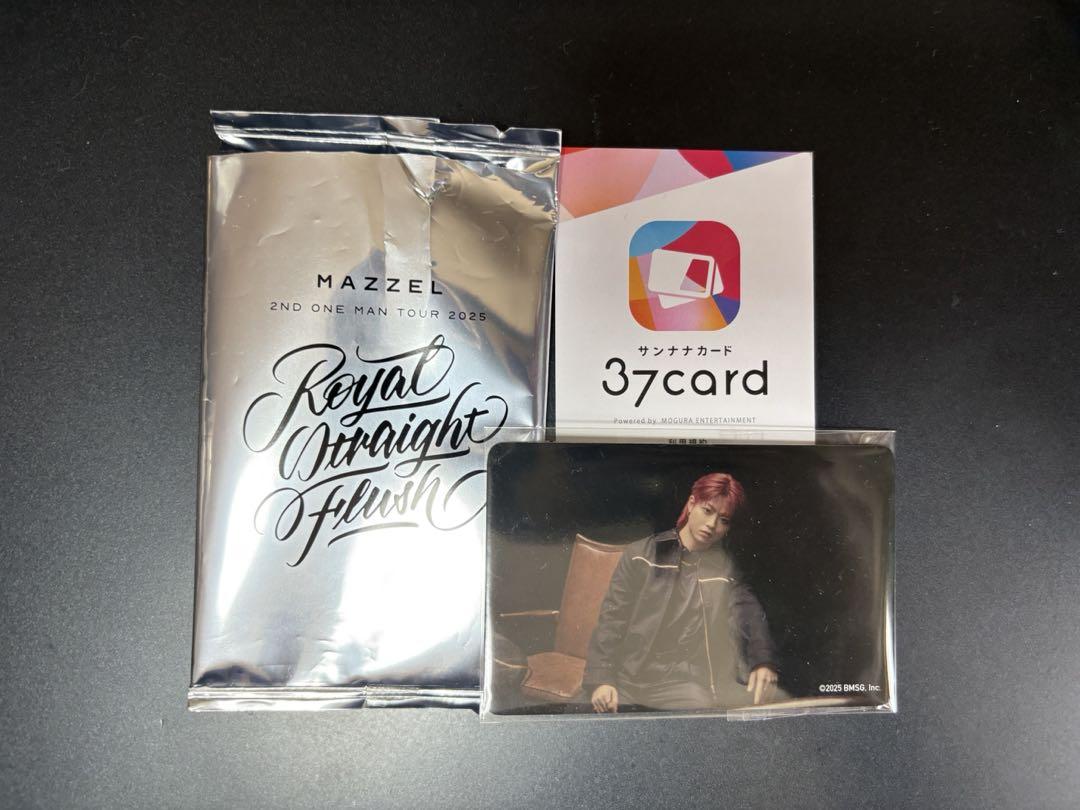 MAZZEL
2ND ONE MAN TOUR 2025
Royal
Straight
Flush
サンナナカード
37card
Powered by MOGURA ENTERTAINMENT
利用規約
©2025 BMSG, Inc.